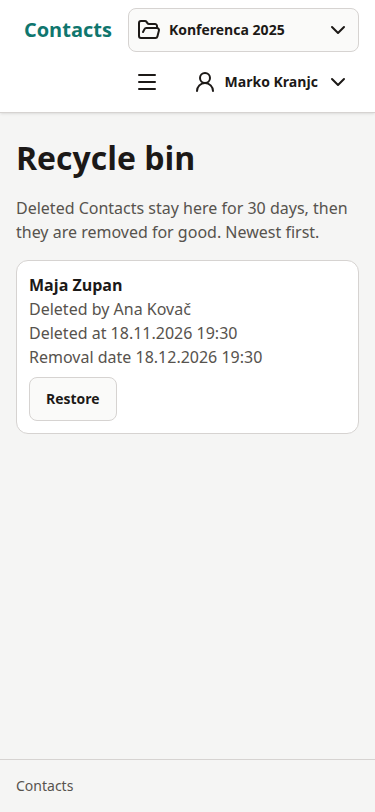 Contacts
Konferenca 2025
Marko Kranjc
Recycle bin
Deleted Contacts stay here for 30 days, then
they are removed for good. Newest first.
Maja Zupan
Deleted by Ana Kovač
Deleted at 18.11.2026 19:30
Removal date 18.12.2026 19:30
Restore
Contacts